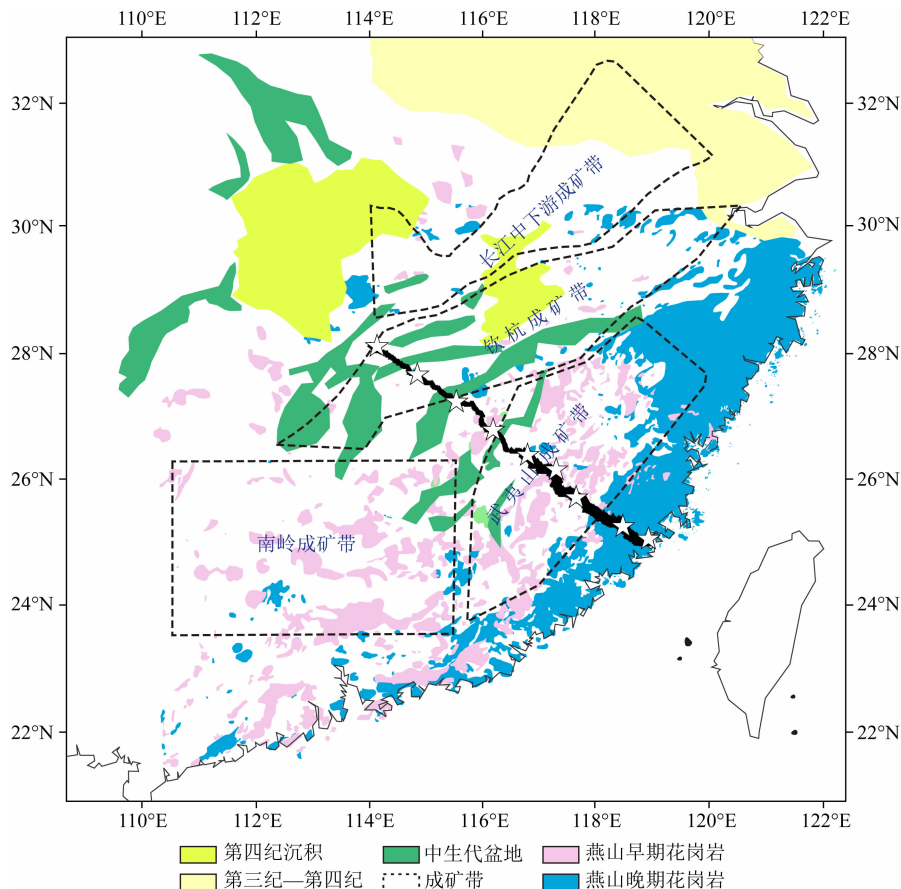 110°E 112°E 114°E 116°E 118°E 120°E 122°E
32°N 32°N
长江中下游成矿带
30°N 30°N
钦杭成矿带
28°N 28°N
武夷山成矿带
26°N 26°N
南岭成矿带
24°N 24°N
22°N 22°N
110°E 112°E 114°E 116°E 118°E 120°E 122°E
第四纪沉积 中生代盆地 燕山早期花岗岩
第三纪—第四纪 成矿带 燕山晚期花岗岩